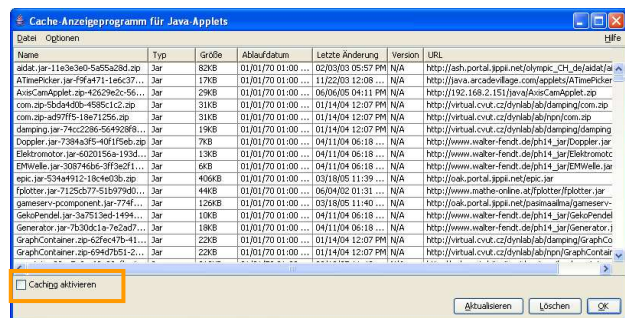 Cache-Anzeigeprogramm für Java-Applets
Datei Optionen Hilfe
Name Typ Größe Ablaufdatum Letzte Änderung Version URL
aidat.jar-11e3e3e0-5a55a28d.zip Jar 82KB 01/01/70 01:00 ... 02/03/03 05:57 PM N/A http://ash.portal.jippii.net/olympic_CH_de/aidat/ai
ATimePicker.jar-f9fa471-1e6c37... Jar 17KB 01/01/70 01:00 ... 11/22/03 12:08 ... N/A http://java.arcadevillage.com/applets/ATimePicker
AxisCamApplet.zip-42629e2c-56... Jar 29KB 01/01/70 01:00 ... 06/06/05 04:11 PM N/A http://192.168.2.151/java/AxisCamApplet.zip
com.zip-5bda4d0b-4585c1c2.zip Jar 31KB 01/01/70 01:00 ... 01/14/04 12:07 PM N/A http://virtual.cvut.cz/dynlab/ab/damping/com.zip
com.zip-ad97ff5-18e71256.zip Jar 31KB 01/01/70 01:00 ... 01/14/04 12:07 PM N/A http://virtual.cvut.cz/dynlab/ab/npn/com.zip
damping.jar-74cc2286-564928f8... Jar 19KB 01/01/70 01:00 ... 01/14/04 12:07 PM N/A http://virtual.cvut.cz/dynlab/ab/damping/damping
Doppler.jar-7384a3f5-40f1f5eb.zip Jar 7KB 01/01/70 01:00 ... 04/11/04 06:18 ... N/A http://www.walter-fendt.de/ph14_jar/Doppler.jar
Elektromotor.jar-6020156a-193d... Jar 13KB 01/01/70 01:00 ... 04/11/04 06:18 ... N/A http://www.walter-fendt.de/ph14_jar/Elektromotc
EMWelle.jar-308746b6-3ff3e2f1... Jar 6KB 01/01/70 01:00 ... 04/11/04 06:18 ... N/A http://www.walter-fendt.de/ph14_jar/EMWelle.jar
epic.jar-534a4912-18c4e03b.zip Jar 406KB 01/01/70 01:00 ... 03/18/05 11:39 ... N/A http://oak.portal.jippii.net/epic.jar
fplotter.jar-7125cb77-51b979d0... Jar 44KB 01/01/70 01:00 ... 06/04/02 01:31 ... N/A http://www.mathe-online.at/fplotter/fplotter.jar
gameserv-pcomponent.jar-774f... Jar 126KB 01/01/70 01:00 ... 03/18/05 11:40 ... N/A http://oak.portal.jippii.net/pasimaailma/gameserv-
GekoPendel.jar-3a7513ed-1494... Jar 10KB 01/01/70 01:00 ... 04/11/04 06:18 ... N/A http://www.walter-fendt.de/ph14_jar/GekoPendel
Generator.jar-7b30dc1a-7e2ad7... Jar 18KB 01/01/70 01:00 ... 04/11/04 06:18 ... N/A http://www.walter-fendt.de/ph14_jar/Generator.j
GraphContainer.zip-62fec47b-41... Jar 22KB 01/01/70 01:00 ... 01/14/04 12:07 PM N/A http://virtual.cvut.cz/dynlab/ab/damping/GraphCo
GraphContainer.zip-694d7b51-2... Jar 22KB 01/01/70 01:00 ... 01/14/04 12:07 PM N/A http://virtual.cvut.cz/dynlab/ab/npn/GraphContair
Caching aktivieren
Aktualisieren Löschen OK